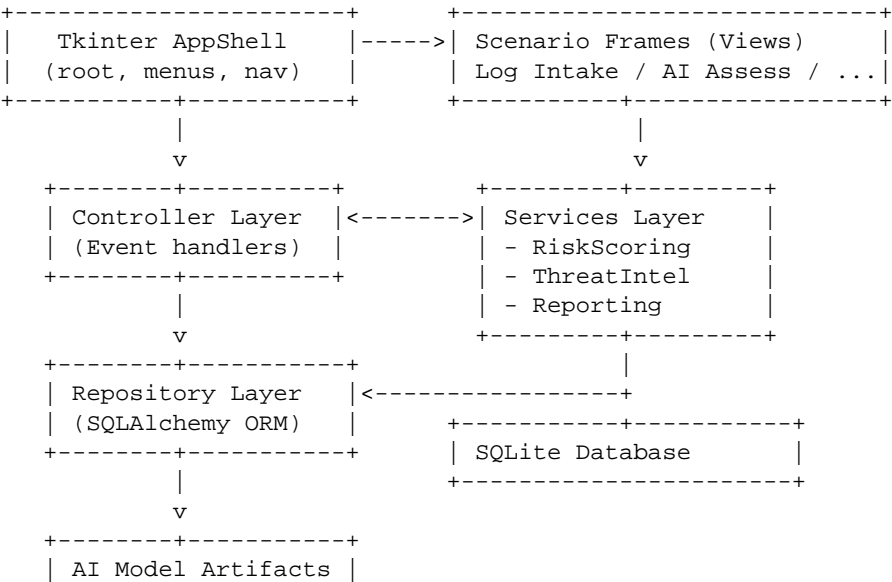 Tkinter AppShell
(root, menus, nav)
Scenario Frames (Views)
Log Intake / AI Assess / ...
Controller Layer
(Event handlers)
Services Layer
- RiskScoring
- ThreatIntel
- Reporting
Repository Layer
(SQLAlchemy ORM)
SQLite Database
AI Model Artifacts